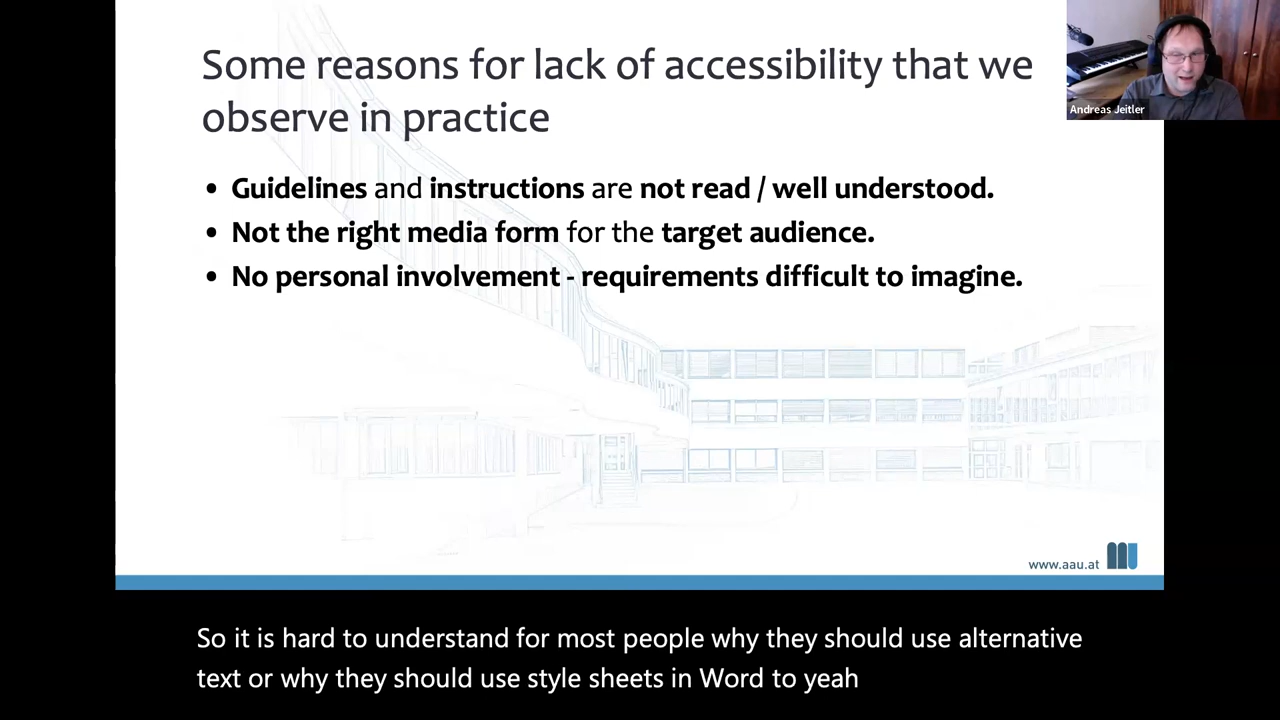 Some reasons for lack of accessibility that we
observe in practice
Andreas Jeitler
• Guidelines and instructions are not read / well understood.
• Not the right media form for the target audience.
• No personal involvement - requirements difficult to imagine.
www.aau.at
So it is hard to understand for most people why they should use alternative
text or why they should use style sheets in Word to yeah